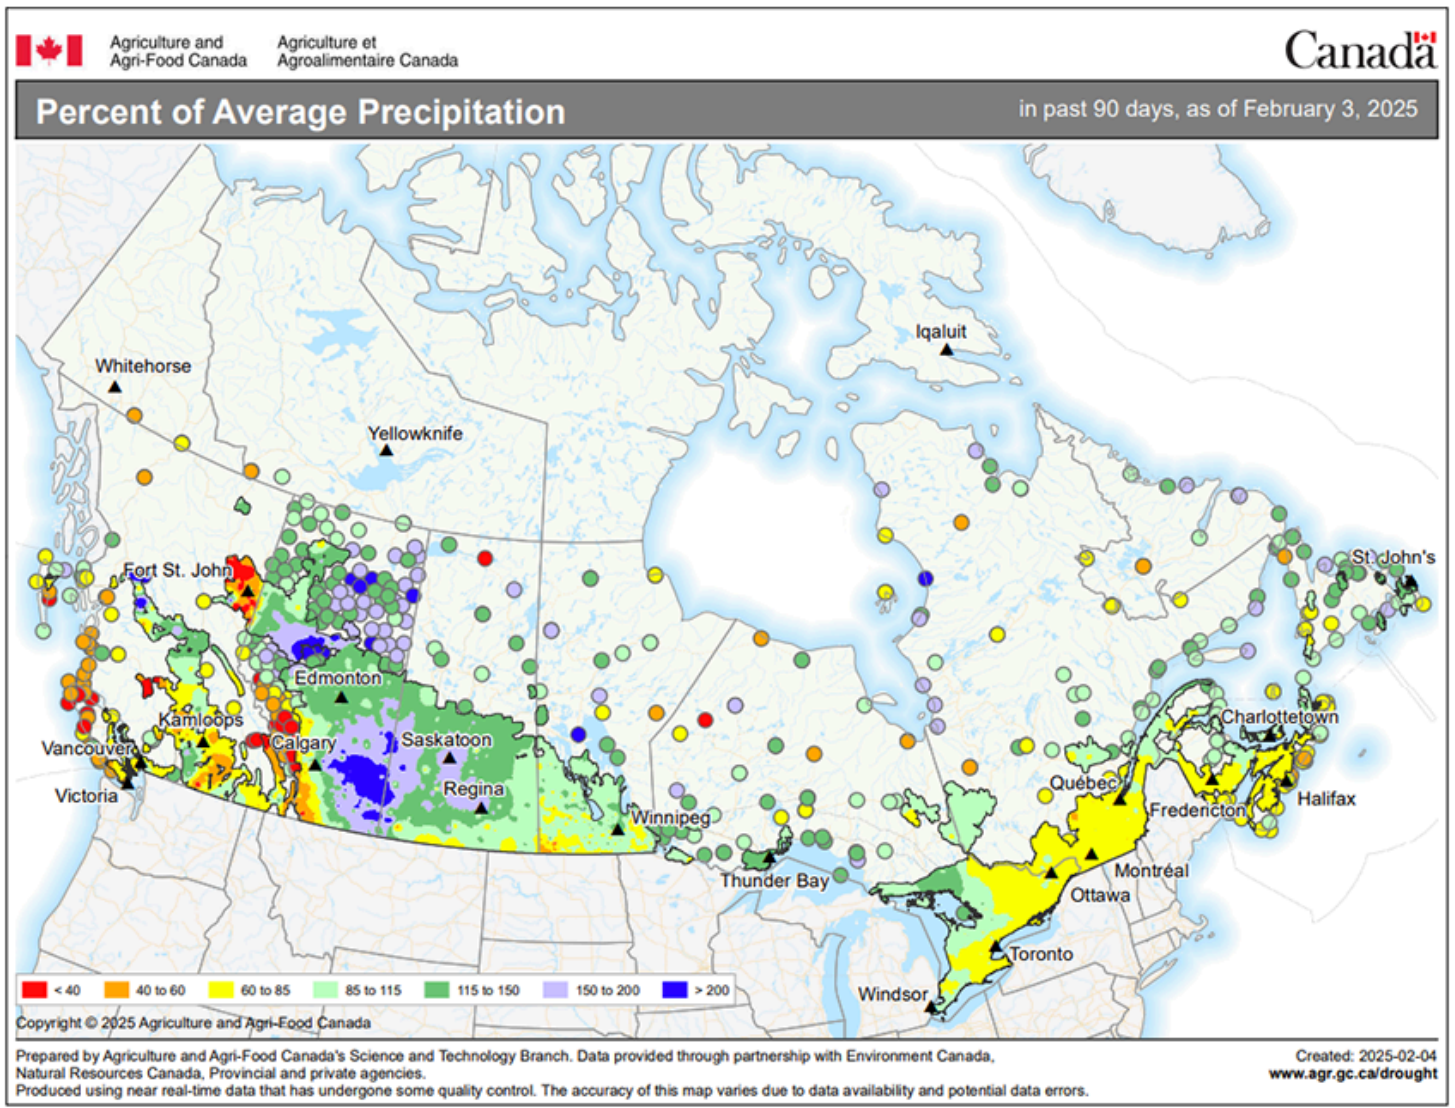 Agriculture and
Agri-Food Canada
Agriculture et
Agroalimentaire Canada
Canada
Percent of Average Precipitation
in past 90 days, as of February 3, 2025
Iqaluit
Whitehorse
Yellowknife
St. John's
Fort St. John
Edmonton
Kamloops
Charlottetown
Vancouver
Calgary
Saskatoon
Québec
Victoria
Regina
Fredericton
Halifax
Winnipeg
Montréal
Thunder Bay
Ottawa
Toronto
Windsor
< 40
40 to 60
60 to 85
85 to 115
115 to 150
150 to 200
> 200
Copyright © 2025 Agriculture and Agri-Food Canada
Prepared by Agriculture and Agri-Food Canada's Science and Technology Branch. Data provided through partnership with Environment Canada,
Natural Resources Canada, Provincial and private agencies.
Produced using near real-time data that has undergone some quality control. The accuracy of this map varies due to data availability and potential data errors.
Created: 2025-02-04
www.agr.gc.ca/drought